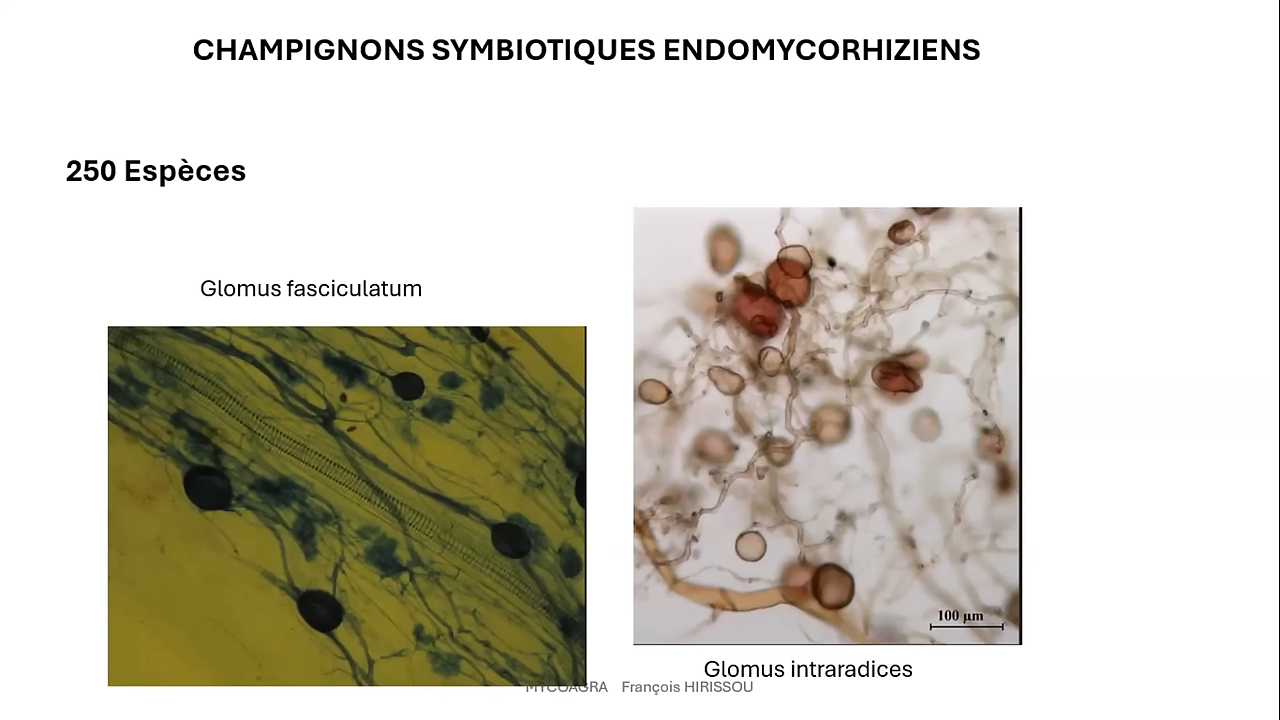 CHAMPIGNONS SYMBIOTIQUES ENDOMYCORHIZIENS
250 Espèces
Glomus fasciculatum
100 µm
Glomus intraradices
MYCOAGRA François HIRISSOU